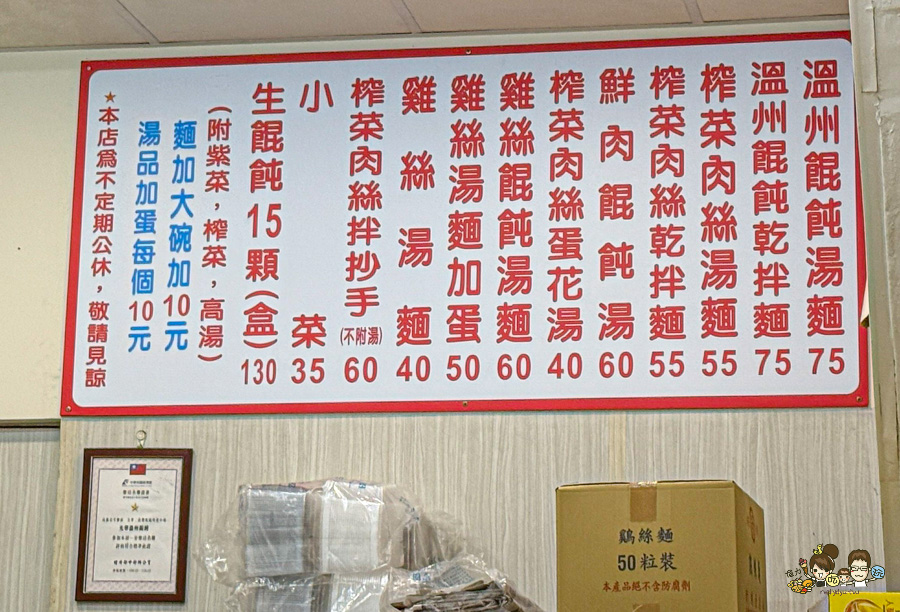 溫州餛飩湯麵 75
溫州餛飩乾拌麵 75
榨菜肉絲湯麵 55
榨菜肉絲乾拌麵 55
鮮肉餛飩湯 60
榨菜肉絲蛋花湯 40
雞絲餛飩湯麵 60
雞絲湯麵加蛋 50
雞絲湯麵 40
榨菜肉絲拌抄手(不附湯) 60
小菜 35
生餛飩15顆(盒) 130
(附紫菜,榨菜,高湯)
麵加大碗加10元
湯品加蛋每個10元
★本店為不定期公休,敬請見諒
鷄絲麵
50粒裝
本產品絕不含防腐劑